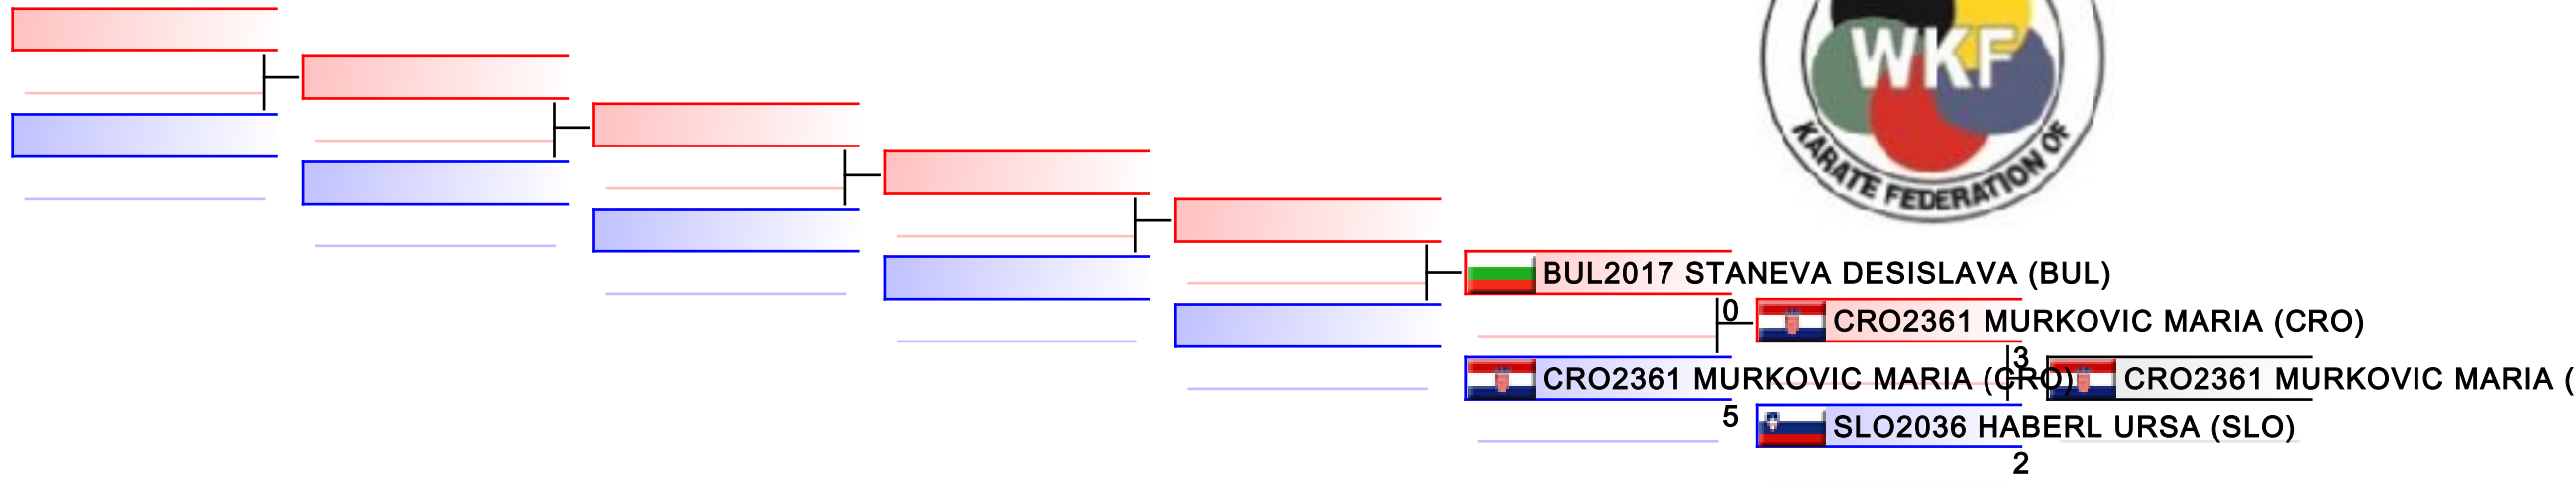 WKF
KARATE FEDERATION OF
BUL2017 STANEVA DESISLAVA (BUL)
0
CRO2361 MURKOVIC MARIA (CRO)
3
CRO2361 MURKOVIC MARIA (CRO)
CRO2361 MURKOVIC MARIA (
5
SLO2036 HABERL URSA (SLO)
2